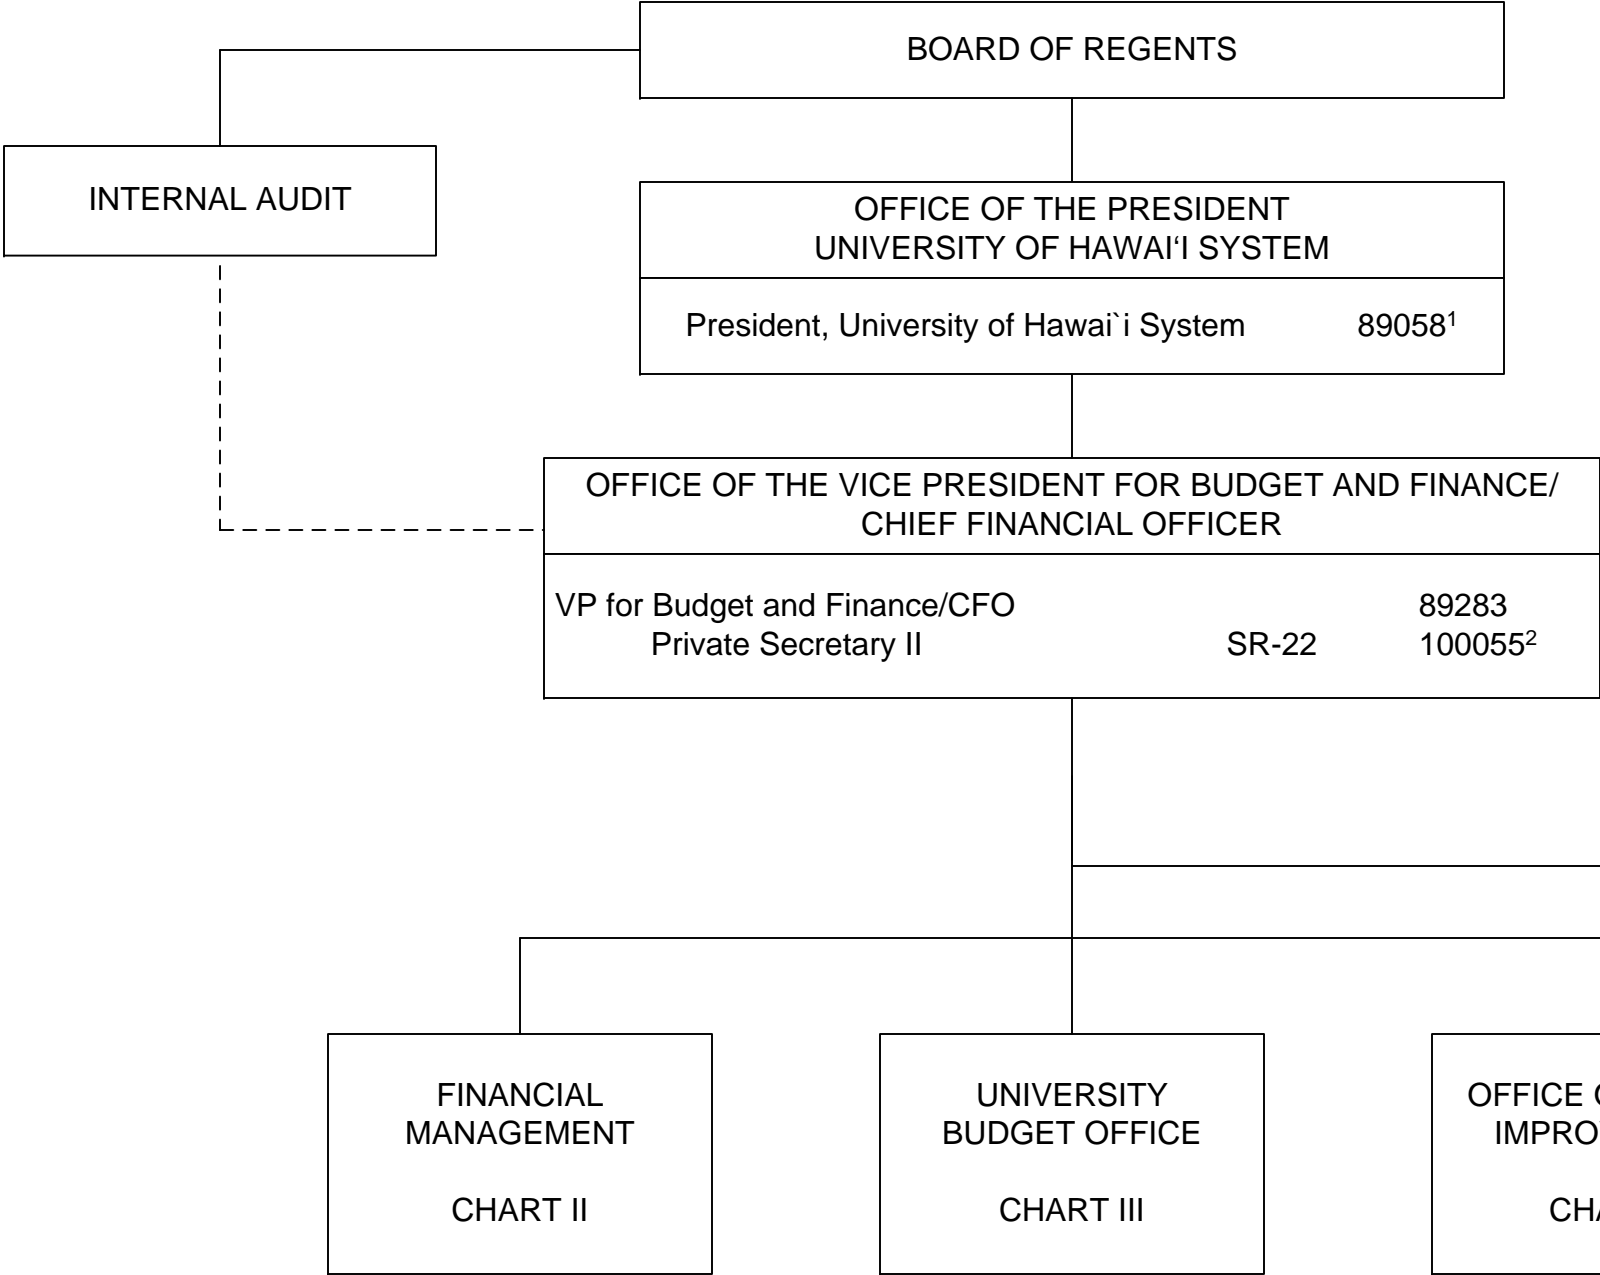 BOARD OF REGENTS
INTERNAL AUDIT
OFFICE OF THE PRESIDENT
UNIVERSITY OF HAWAI‘I SYSTEM
President, University of Hawai`i System 89058¹
OFFICE OF THE VICE PRESIDENT FOR BUDGET AND FINANCE/
CHIEF FINANCIAL OFFICER
VP for Budget and Finance/CFO 89283
Private Secretary II SR-22 100055²
FINANCIAL
MANAGEMENT
CHART II
UNIVERSITY
BUDGET OFFICE
CHART III
OFFICE